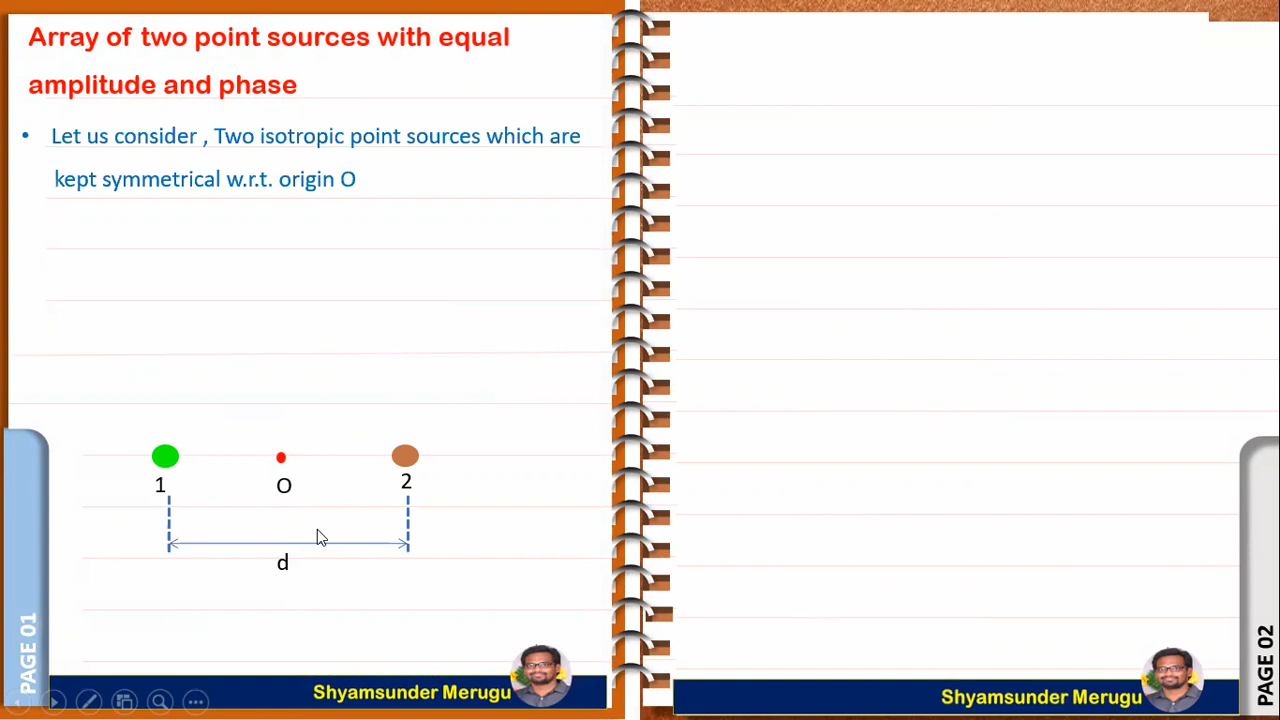 Array of two point sources with equal
amplitude and phase
• Let us consider , Two isotropic point sources which are
kept symmetrical w.r.t. origin O
1
O
2
d
PAGE 01
Shyamsunder Merugu
PAGE 02
Shyamsunder Merugu